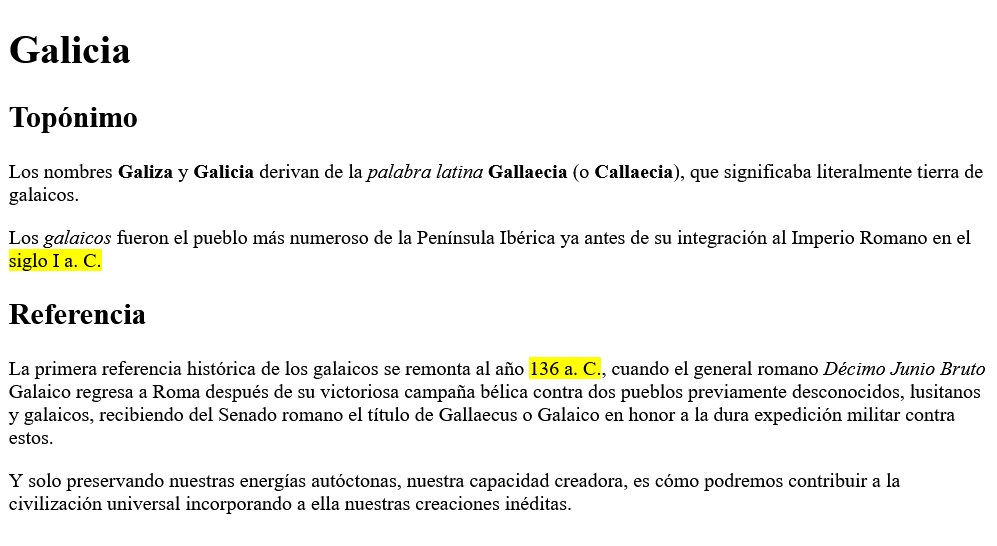 Galicia
Topónimo
Los nombres Galiza y Galicia derivan de la palabra latina Gallaecia (o Callaecia), que significaba literalmente tierra de
galaicos.
Los galaicos fueron el pueblo más numeroso de la Península Ibérica ya antes de su integración al Imperio Romano en el
siglo I a. C.
Referencia
La primera referencia histórica de los galaicos se remonta al año 136 a. C., cuando el general romano Décimo Junio Bruto
Galaico regresa a Roma después de su victoriosa campaña bélica contra dos pueblos previamente desconocidos, lusitanos
y galaicos, recibiendo del Senado romano el título de Gallaecus o Galaico en honor a la dura expedición militar contra
estos.
Y solo preservando nuestras energías autóctonas, nuestra capacidad creadora, es cómo podremos contribuir a la
civilización universal incorporando a ella nuestras creaciones inéditas.